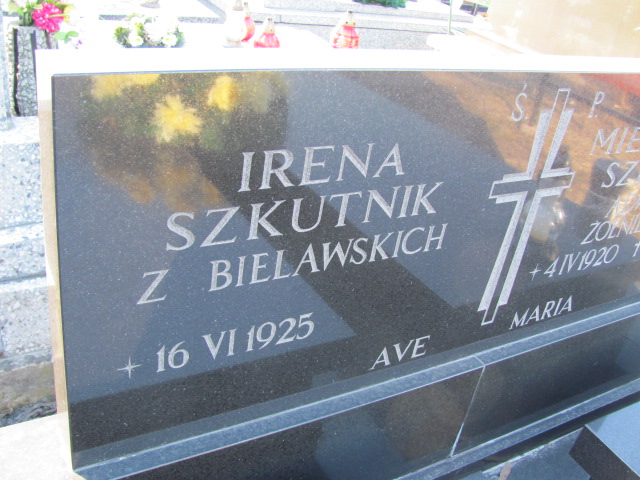 IRENA
SZKUTNIK
Z BIELAWSKICH
16 VI 1925
Ś. P.
4 IV 1920
AVE MARIA